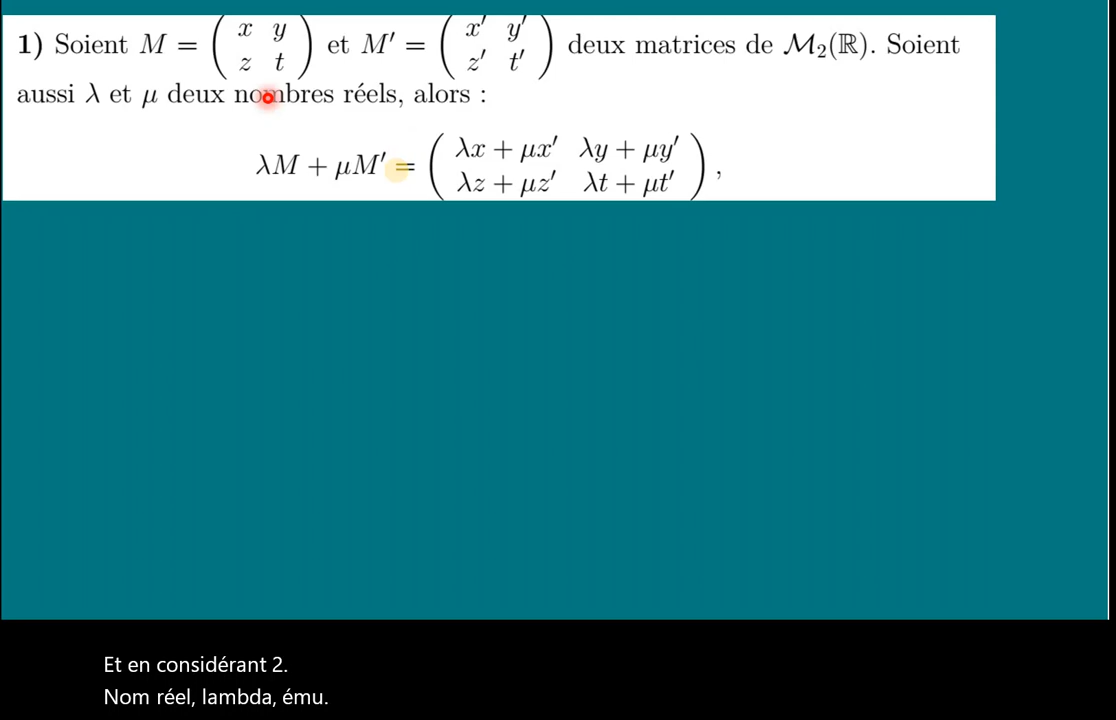 1) Soient M = ( x y ; z t ) et M′ = ( x′ y′ ; z′ t′ ) deux matrices de ℳ₂(ℝ). Soient
aussi λ et μ deux nombres réels, alors :
λM + μM′ = ( λx + μx′ λy + μy′ ; λz + μz′ λt + μt′ ) ,
Et en considérant 2.
Nom réel, lambda, ému.